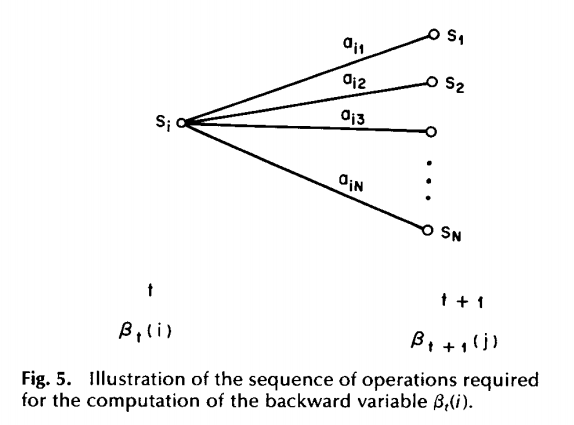 a_{i1} S_1
a_{i2} S_2
S_i a_{i3}
a_{iN}
S_N
t t + 1
β_t(i) β_{t + 1}(j)
Fig. 5. Illustration of the sequence of operations required
for the computation of the backward variable β_t(i).